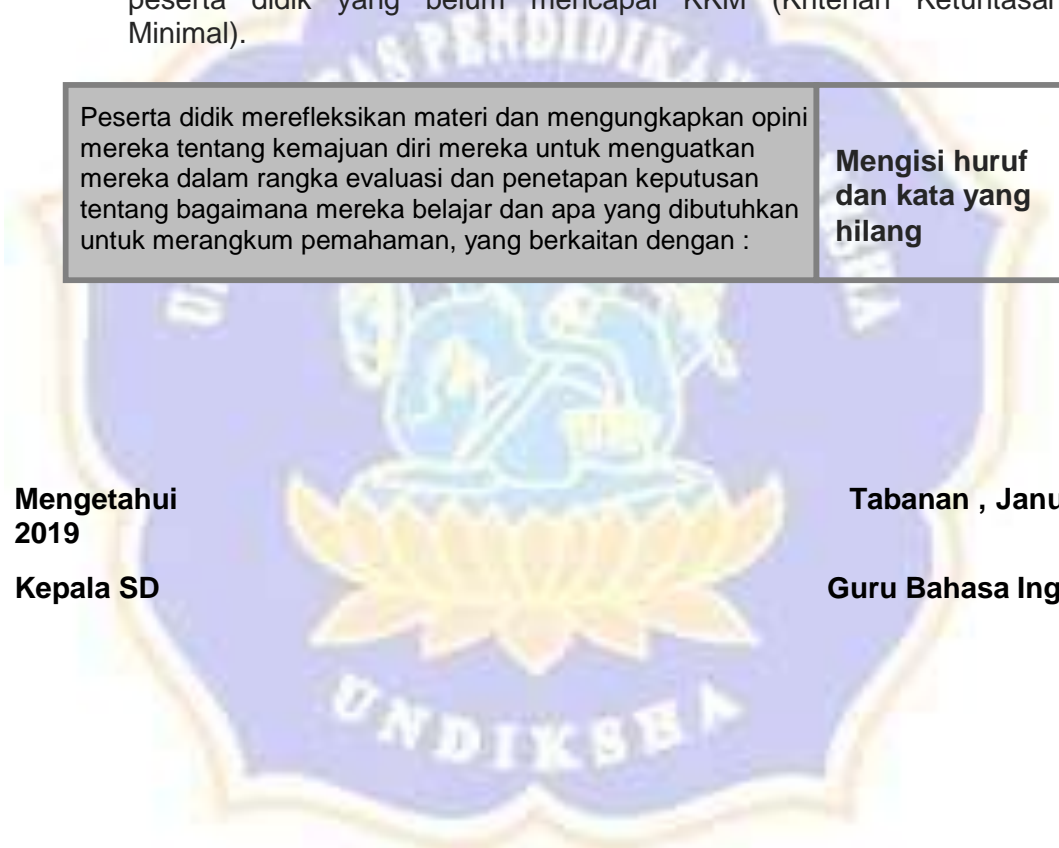 peserta didik yang belum mencapai KKM (Kriteriah Ketuntasan
Minimal).
Peserta didik merefleksikan materi dan mengungkapkan opini
mereka tentang kemajuan diri mereka untuk menguatkan
mereka dalam rangka evaluasi dan penetapan keputusan
tentang bagaimana mereka belajar dan apa yang dibutuhkan
untuk merangkum pemahaman, yang berkaitan dengan :
Mengisi huruf
dan kata yang
hilang
Mengetahui Tabanan , Janu
2019
Kepala SD Guru Bahasa Ing
UNDIKSHA